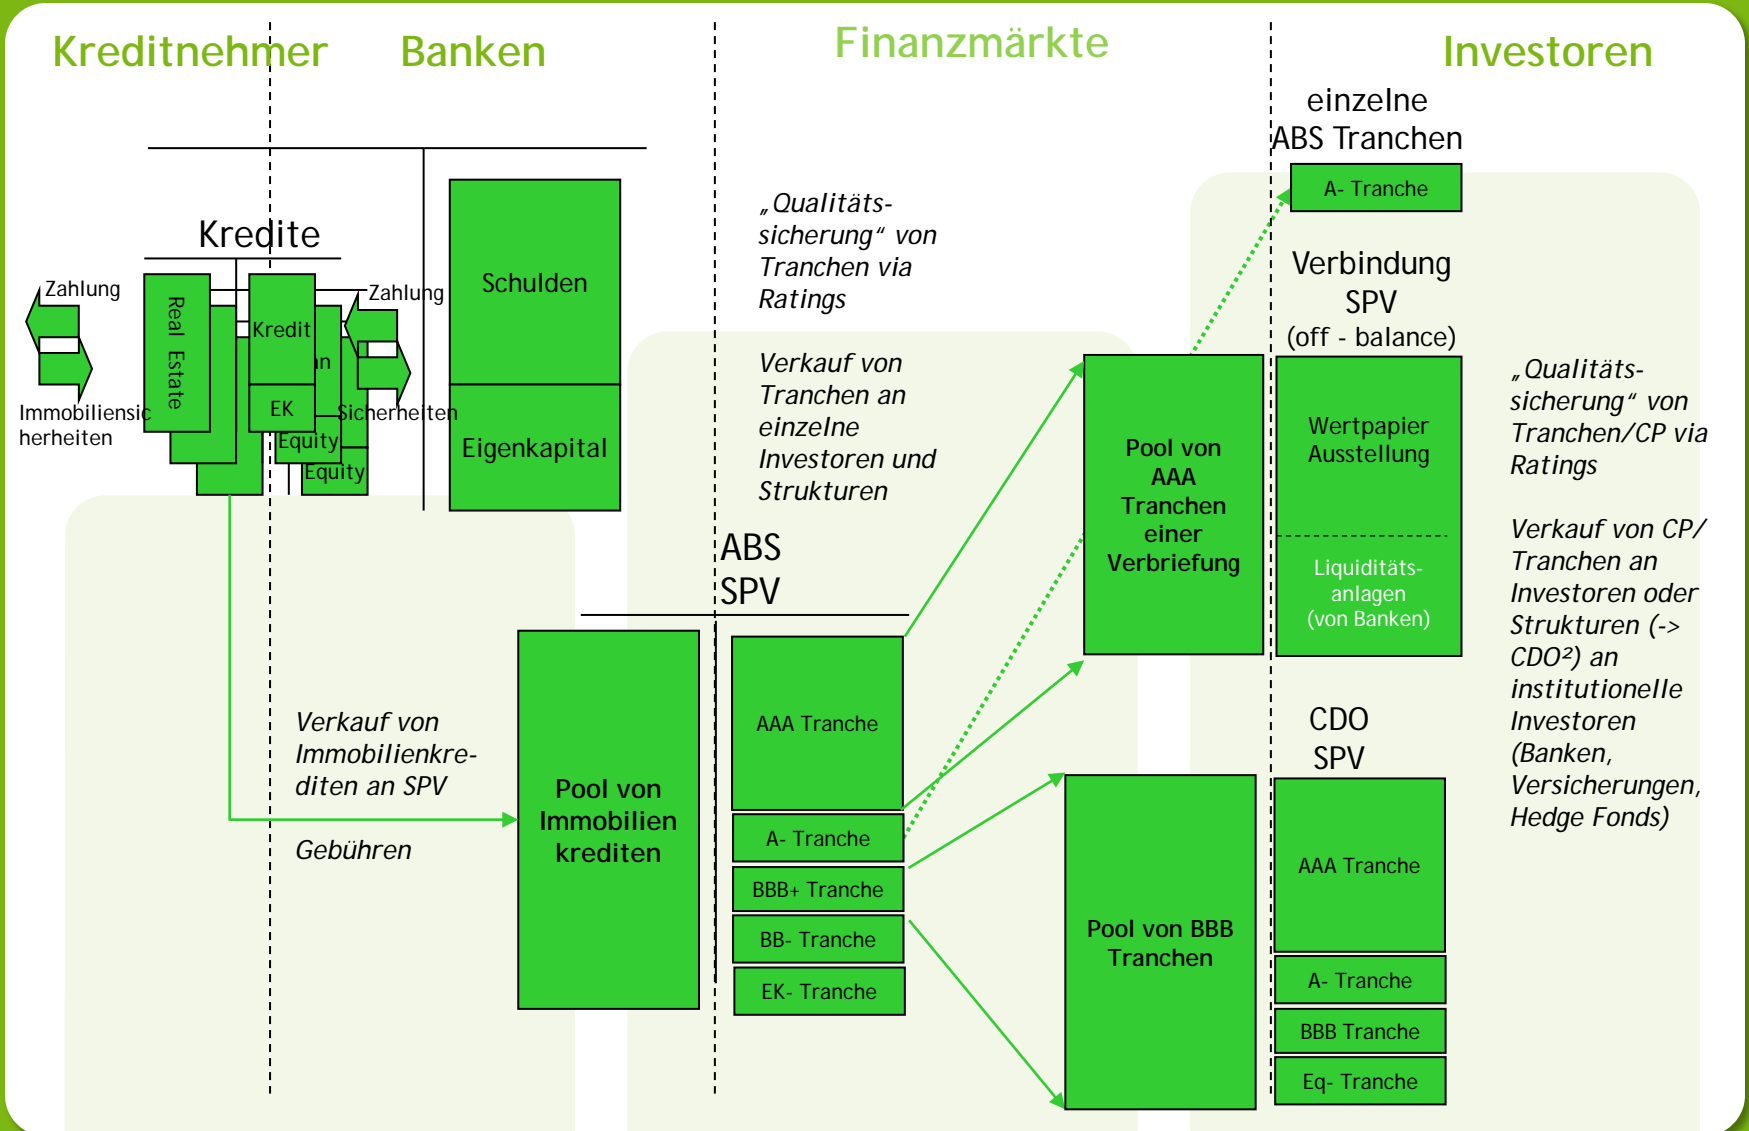 Kreditnehmer
Banken
Finanzmärkte
Investoren
Kredite
Zahlung
Immobiliensic
herheiten
Real Estate
Kredit
EK
an
Equity
Equity
Zahlung
Sicherheiten
Schulden
Eigenkapital
Verkauf von
Immobilienkre-
diten an SPV
Gebühren
Pool von
Immobilien
krediten
„Qualitäts-
sicherung“ von
Tranchen via
Ratings
Verkauf von
Tranchen an
einzelne
Investoren und
Strukturen
ABS
SPV
AAA Tranche
A- Tranche
BBB+ Tranche
BB- Tranche
EK- Tranche
Pool von
AAA
Tranchen
einer
Verbriefung
Pool von BBB
Tranchen
einzelne
ABS Tranchen
A- Tranche
Verbindung
SPV
(off - balance)
Wertpapier
Ausstellung
Liquiditäts-
anlagen
(von Banken)
CDO
SPV
AAA Tranche
A- Tranche
BBB Tranche
Eq- Tranche
„Qualitäts-
sicherung“ von
Tranchen/CP via
Ratings
Verkauf von CP/
Tranchen an
Investoren oder
Strukturen (->
CDO²) an
institutionelle
Investoren
(Banken,
Versicherungen,
Hedge Fonds)